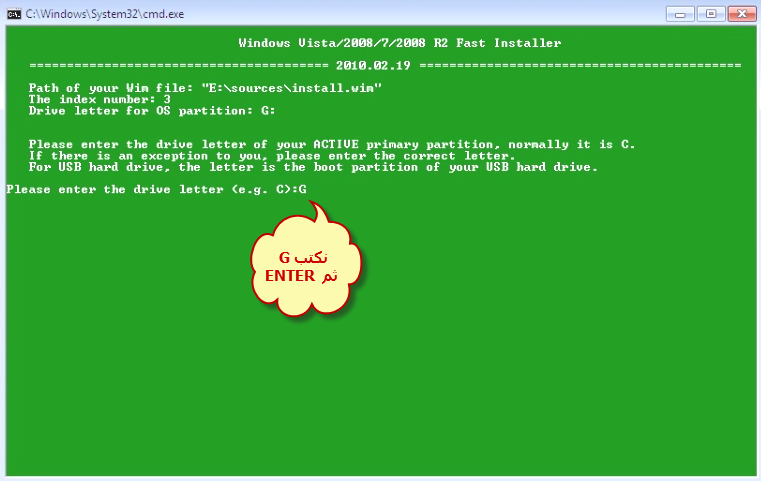 C:\Windows\System32\cmd.exe
Windows Vista/2008/7/2008 R2 Fast Installer
======================================== 2010.02.19 ===========================================
Path of your Wim file: "E:\sources\install.wim"
The index number: 3
Drive letter for OS partition: G:
Please enter the drive letter of your ACTIVE primary partition, normally it is C.
If there is an exception to you, please enter the correct letter.
For USB hard drive, the letter is the boot partition of your USB hard drive.
Please enter the drive letter (e.g. C):G
نكتب G
ثم ENTER